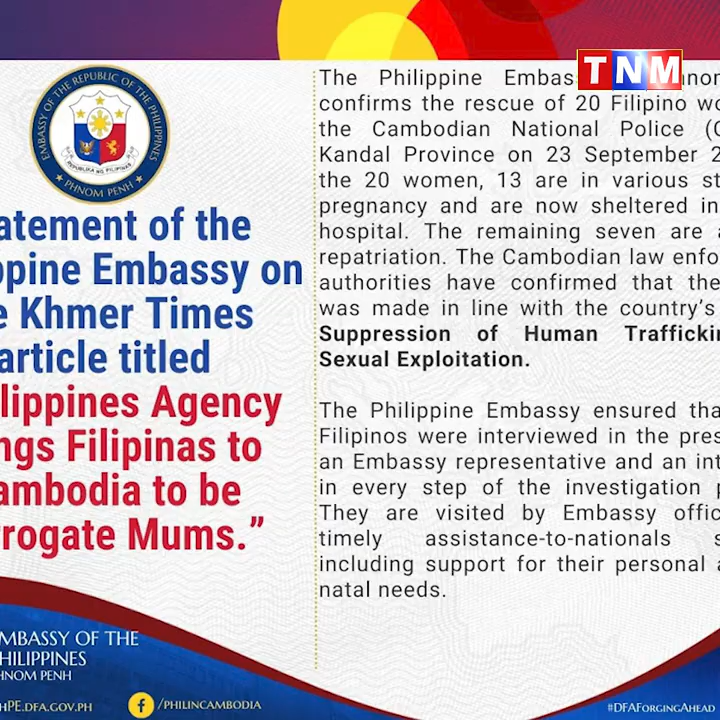 TNM
EMBASSY OF THE REPUBLIC OF THE PHILIPPINES
PHNOM PENH
REPUBLIKA NG PILIPINAS
atement of the
ppine Embassy on
e Khmer Times
article titled
lippines Agency
ngs Filipinas to
ambodia to be
rrogate Mums.”
The Philippine Embas
confirms the rescue of 20 Filipino wo
the Cambodian National Police (
Kandal Province on 23 September 2
the 20 women, 13 are in various st
pregnancy and are now sheltered in
hospital. The remaining seven are a
repatriation. The Cambodian law enfo
authorities have confirmed that the
was made in line with the country’s
Suppression of Human Traffickin
Sexual Exploitation.
The Philippine Embassy ensured tha
Filipinos were interviewed in the pres
an Embassy representative and an int
in every step of the investigation p
They are visited by Embassy offic
timely assistance-to-nationals s
including support for their personal a
natal needs.
MBASSY OF THE
HILIPPINES
HNOM PENH
HPE.DFA.GOV.PH
/PHILINCAMBODIA
#DFAFORGINGAHEAD